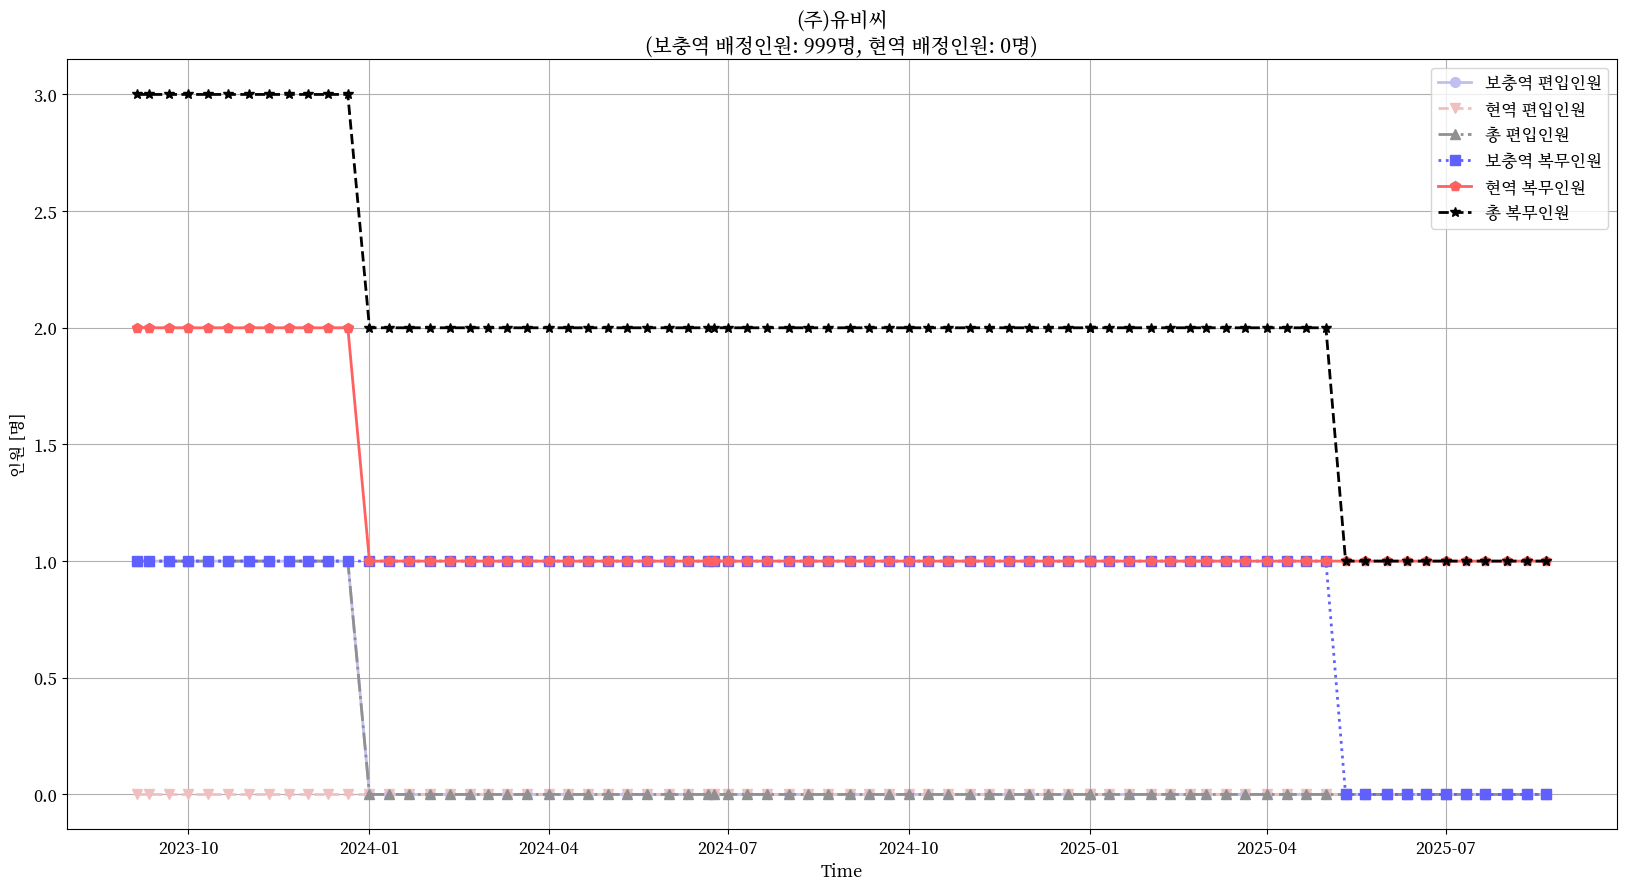 (주)유비씨
(보충역 배정인원: 999명, 현역 배정인원: 0명)
보충역 편입인원
현역 편입인원
총 편입인원
보충역 복무인원
현역 복무인원
총 복무인원
인원 [명]
3.0
2.5
2.0
1.5
1.0
0.5
0.0
2023-10
2024-01
2024-04
2024-07
2024-10
2025-01
2025-04
2025-07
Time